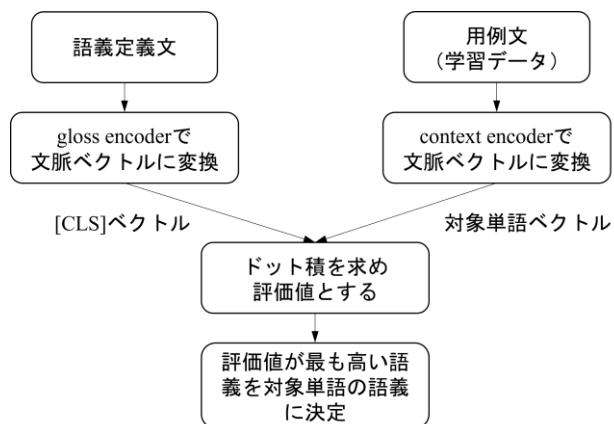 語義定義文
用例文
（学習データ）
gloss encoderで
文脈ベクトルに変換
context encoderで
文脈ベクトルに変換
[CLS]ベクトル
対象単語ベクトル
ドット積を求め
評価値とする
評価値が最も高い語
義を対象単語の語義
に決定